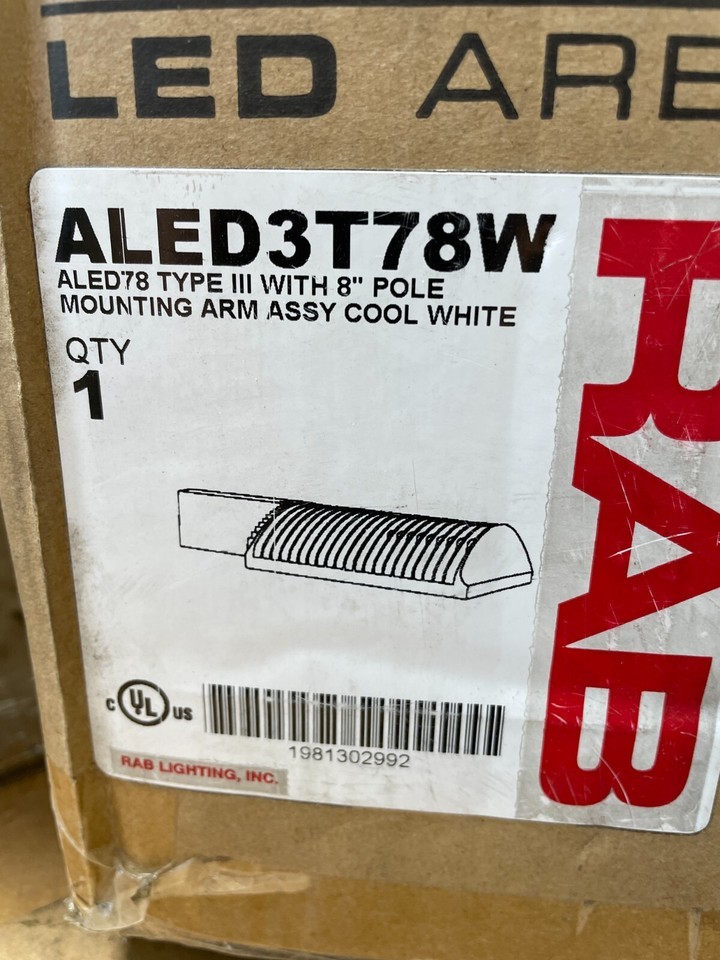 LED ARE
ALED3T78W
ALED78 TYPE III WITH 8" POLE
MOUNTING ARM ASSY COOL WHITE
QTY
1
C UL US
1981302992
RAB LIGHTING, INC.
RAB